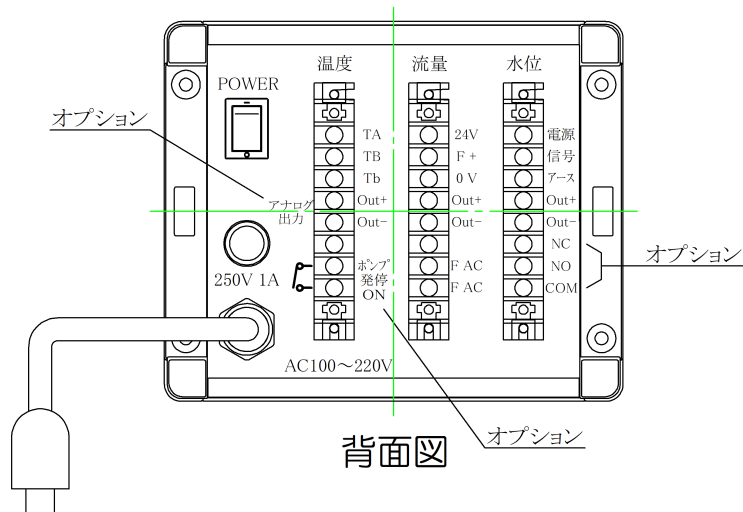 温度
流量
水位
POWER
オプション
TA
TB
Tb
Out+
Out-
アナログ
出力
ポンプ
発停
ON
24V
F +
0 V
Out+
Out-
F AC
F AC
電源
信号
アース
Out+
Out-
NC
NO
COM
オプション
250V 1A
AC100～220V
オプション
背面図